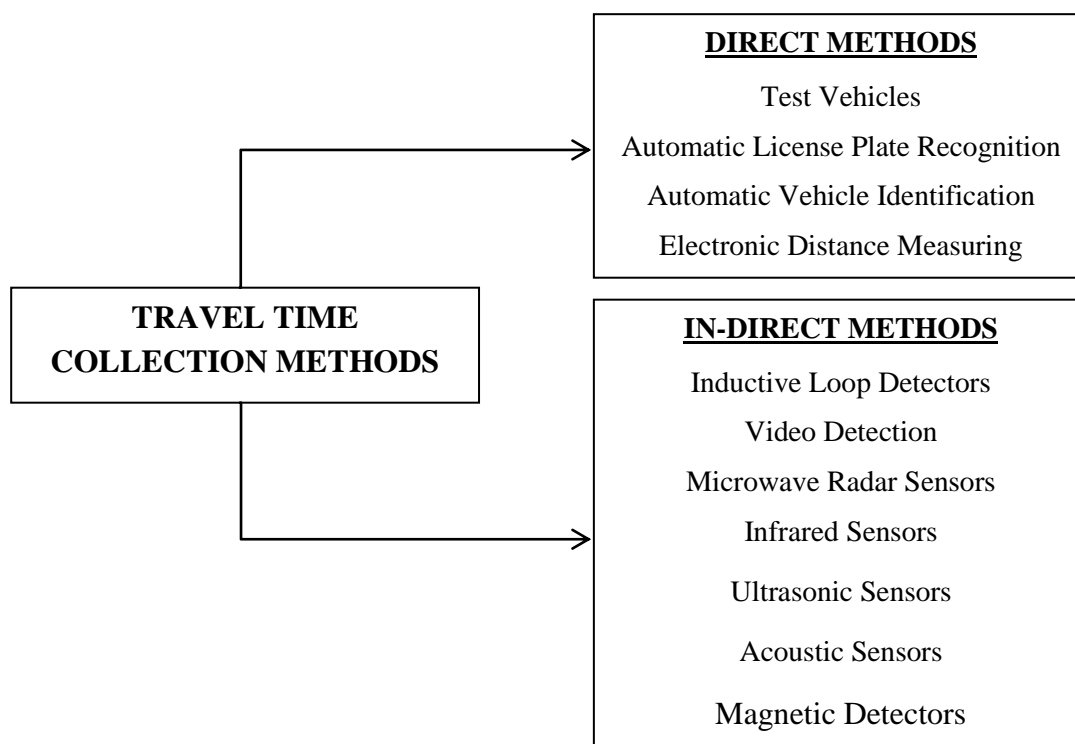 TRAVEL TIME
COLLECTION METHODS
DIRECT METHODS
Test Vehicles
Automatic License Plate Recognition
Automatic Vehicle Identification
Electronic Distance Measuring
IN-DIRECT METHODS
Inductive Loop Detectors
Video Detection
Microwave Radar Sensors
Infrared Sensors
Ultrasonic Sensors
Acoustic Sensors
Magnetic Detectors